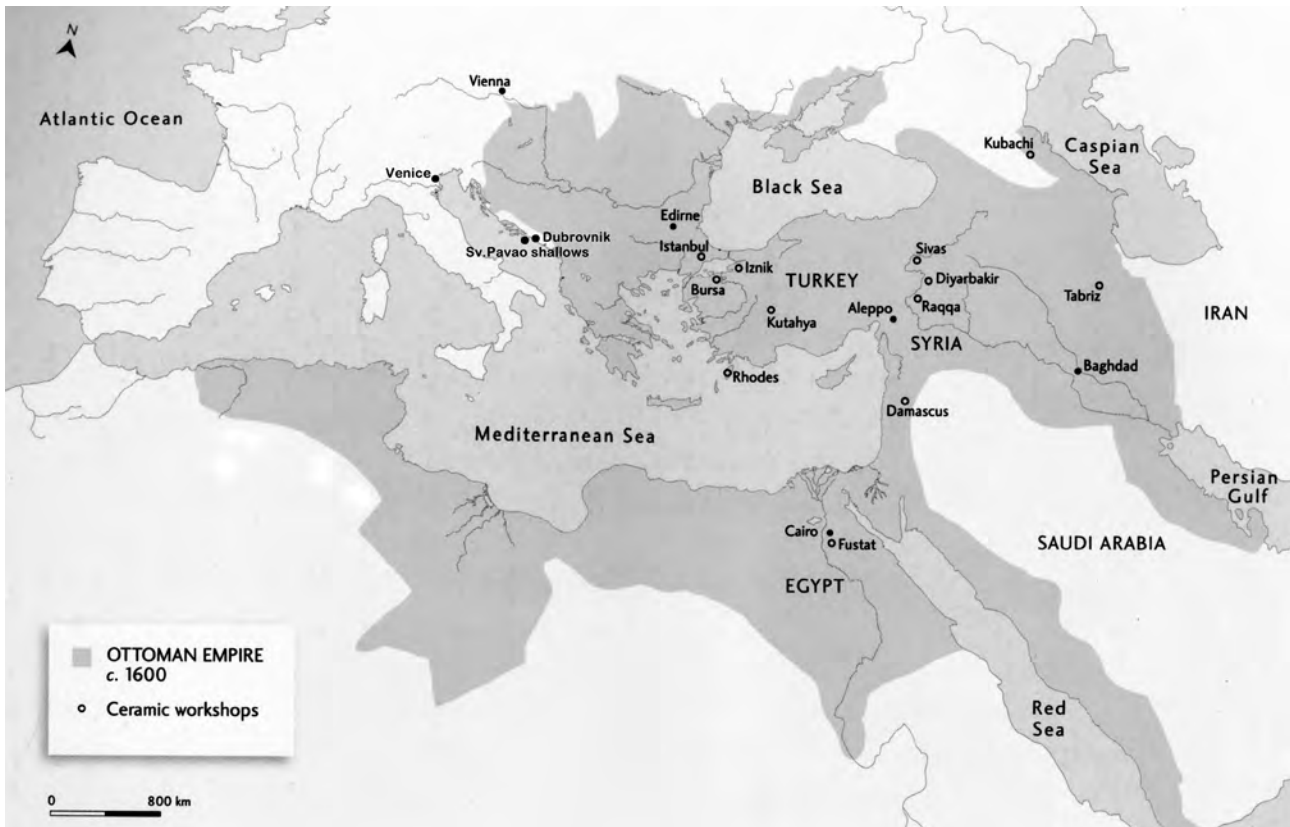 N
Vienna
Atlantic Ocean
Kubachi
Caspian
Sea
Venice
Black Sea
Edirne
Dubrovnik
Sv.Pavao shallows
Istanbul
Sivas
Iznik
TURKEY
Diyarbakir
Bursa
Tabriz
Raqqa
Aleppo
Kutahya
IRAN
SYRIA
Baghdad
Rhodes
Damascus
Mediterranean Sea
Persian
Gulf
Cairo
Fustat
SAUDI ARABIA
EGYPT
OTTOMAN EMPIRE
c. 1600
Ceramic workshops
Red
Sea
0 800 km